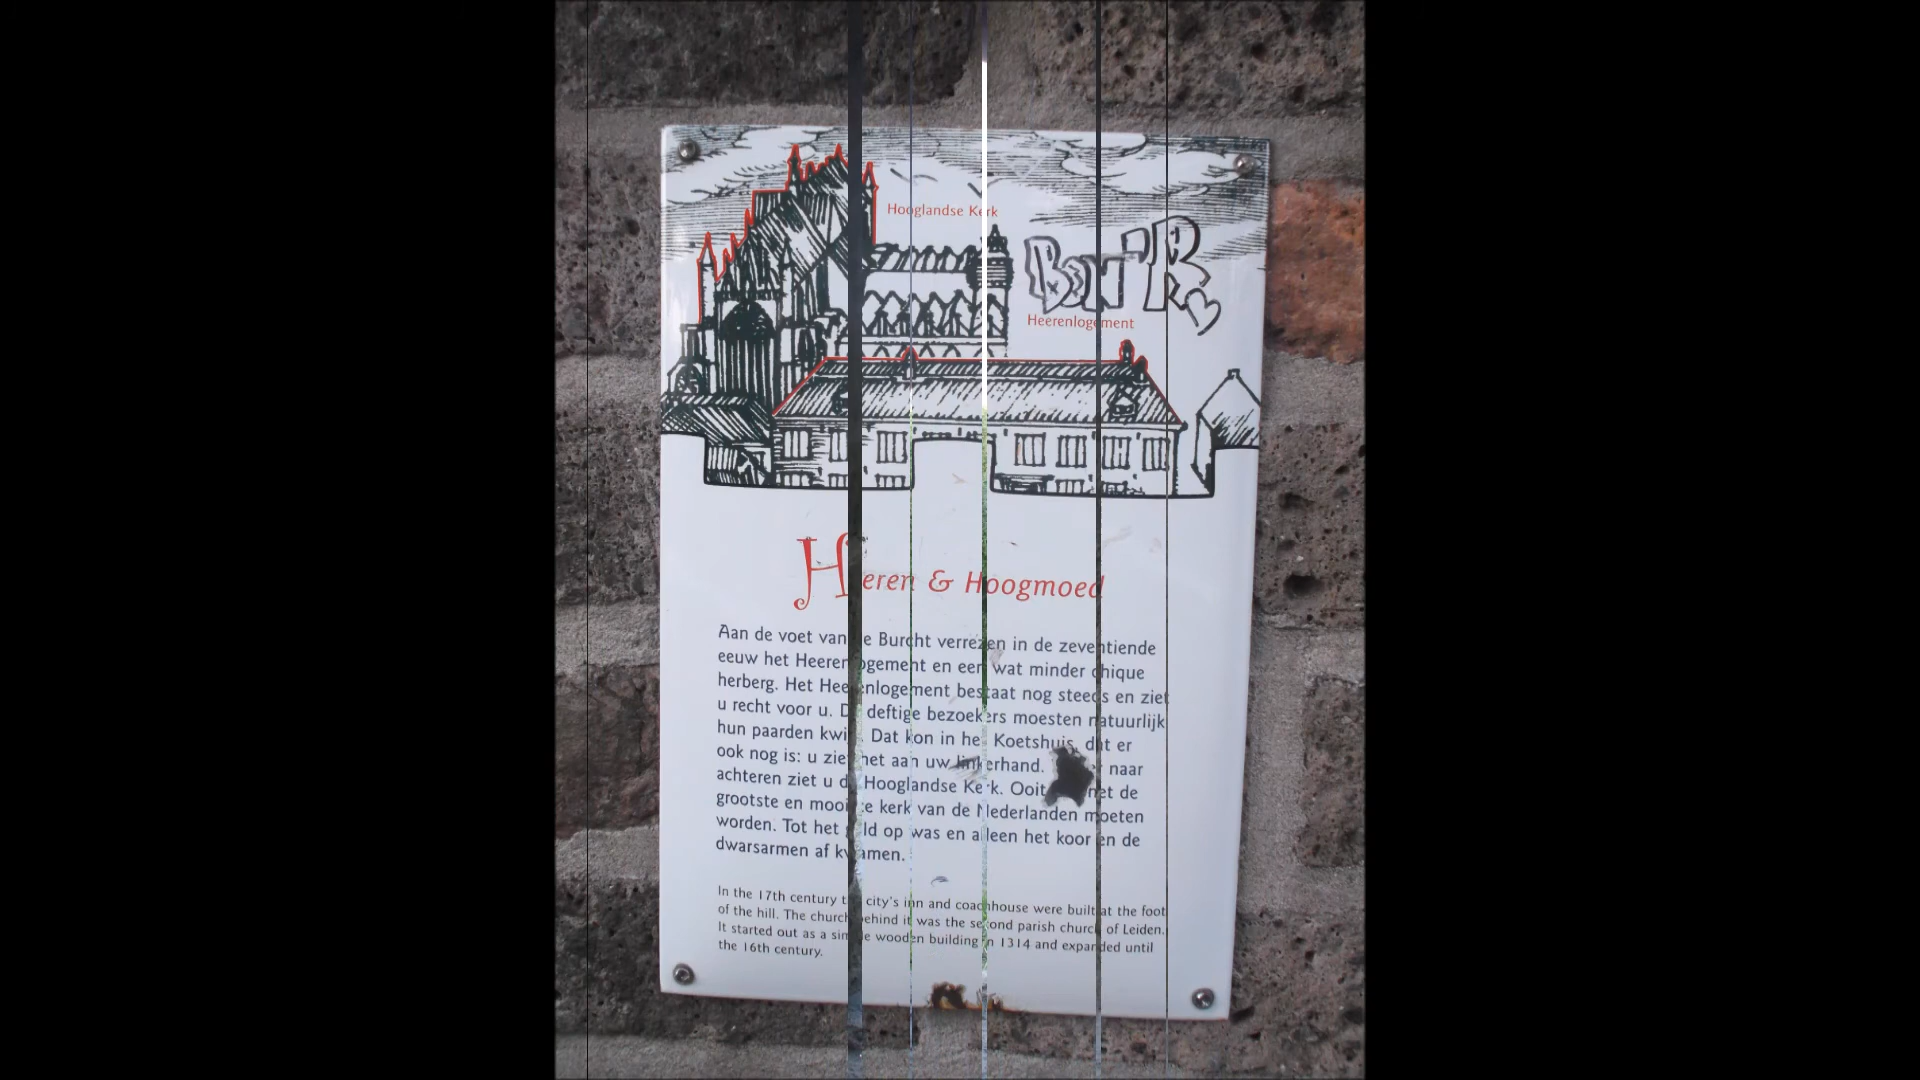 Hooglandse Kerk
BON'R
Heerenlogement
Heeren & Hoogmoed
Aan de voet van de Burcht verrezen in de zeventiende
eeuw het Heerenlogement en een wat minder chique
herberg. Het Heerenlogement bestaat nog steeds en ziet
u recht voor u. De deftige bezoekers moesten natuurlijk
hun paarden kwijt. Dat kon in het Koetshuis, dat er
ook nog is: u ziet het aan uw linkerhand. naar
achteren ziet u de Hooglandse Kerk. Ooit het de
grootste en mooiste kerk van de Nederlanden moeten
worden. Tot het geld op was en alleen het koor en de
dwarsarmen af kwamen.
In the 17th century the city's inn and coachhouse were built at the foot
of the hill. The church behind it was the second parish church of Leiden.
It started out as a simple wooden building in 1314 and expanded until
the 16th century.